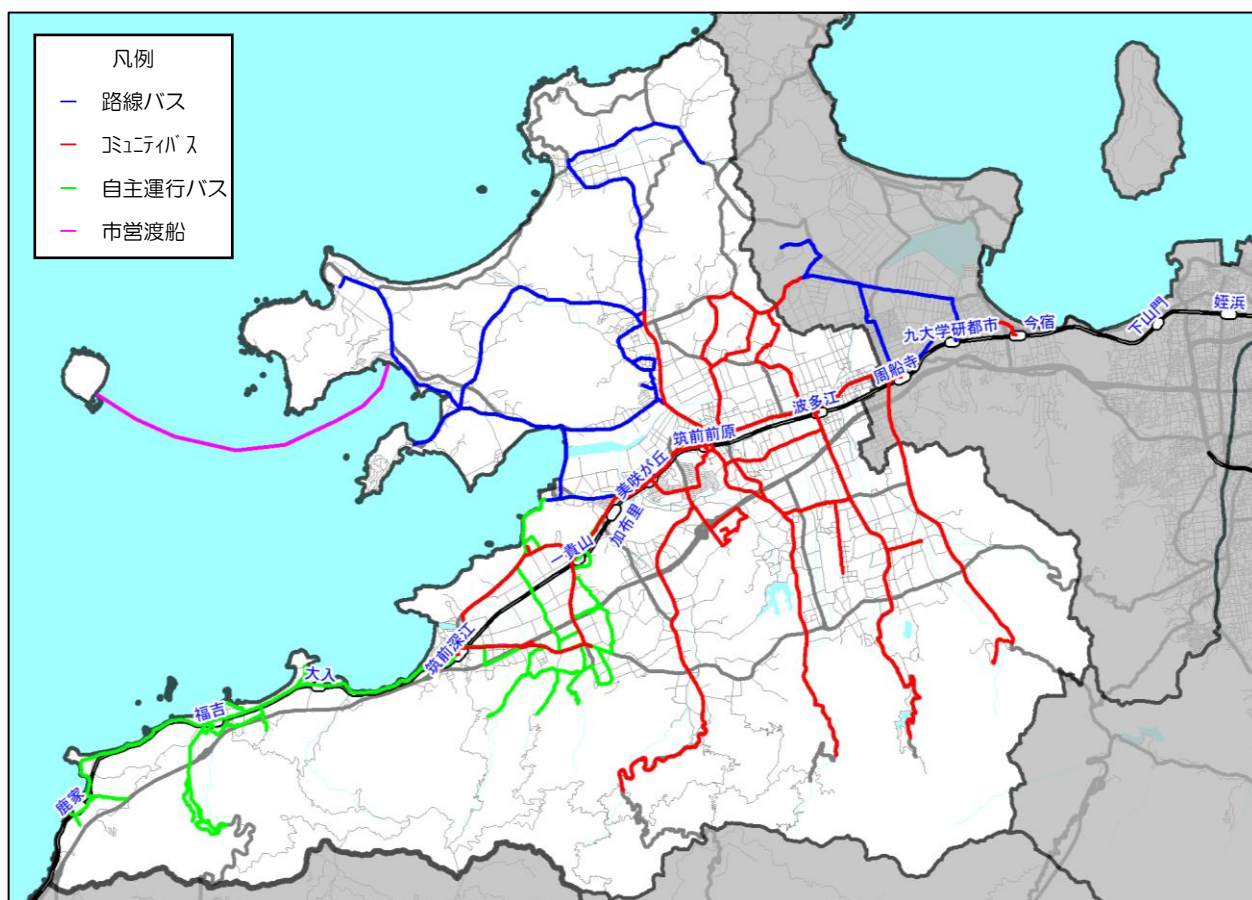 凡例
路線バス
コミュニティバス
自主運行バス
市営渡船
姪浜
下山門
今宿
九大学研都市
周船寺
波多江
筑前前原
美咲が丘
加布里
一貴山
筑前深江
大入
福吉
鹿家